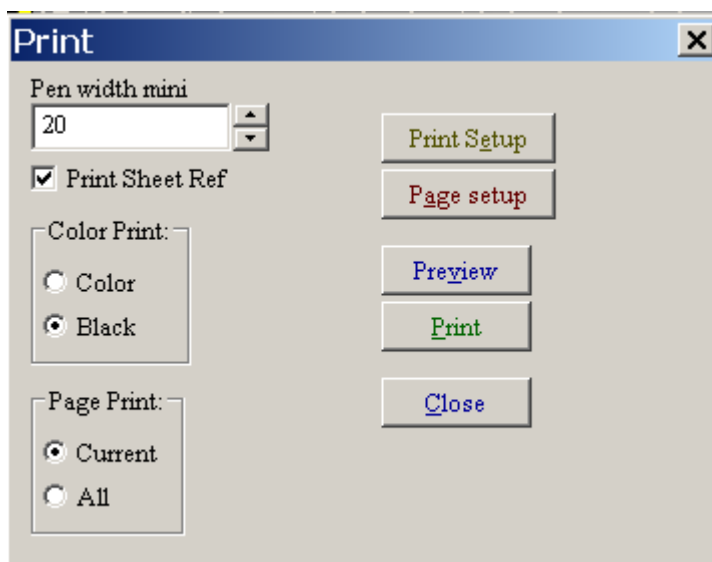 Print
Pen width mini
20
Print Sheet Ref
Color Print:
Color
Black
Page Print:
Current
All
Print Setup
Page setup
Preview
Print
Close